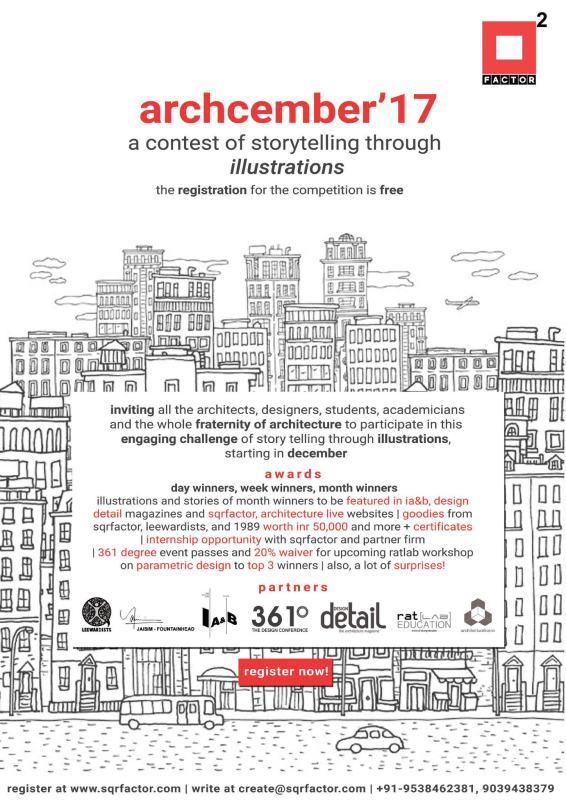 2
FACTOR
archcember'17
a contest of storytelling through
illustrations
the registration for the competition is free
inviting all the architects, designers, students, academicians
and the whole fraternity of architecture to participate in this
engaging challenge of story telling through illustrations,
starting in december
awards
day winners, week winners, month winners
illustrations and stories of month winners to be featured in ia&b, design
detail magazines and sqrfactor, architecture live websites | goodies from
sqrfactor, leewardists, and 1989 worth inr 50,000 and more + certificates
| internship opportunity with sqrfactor and partner firm
| 361 degree event passes and 20% waiver for upcoming ratlab workshop
on parametric design to top 3 winners | also, a lot of surprises!
partners
LEEWARDISTS
JAISIM - FOUNTAINHEAD
IA&B
361°
THE DESIGN CONFERENCE
DESIGN
detail
the architecture magazine
rat[LAB]
EDUCATION
architecturelive
register now!
register at www.sqrfactor.com | write at create@sqrfactor.com | +91-9538462381, 9039438379